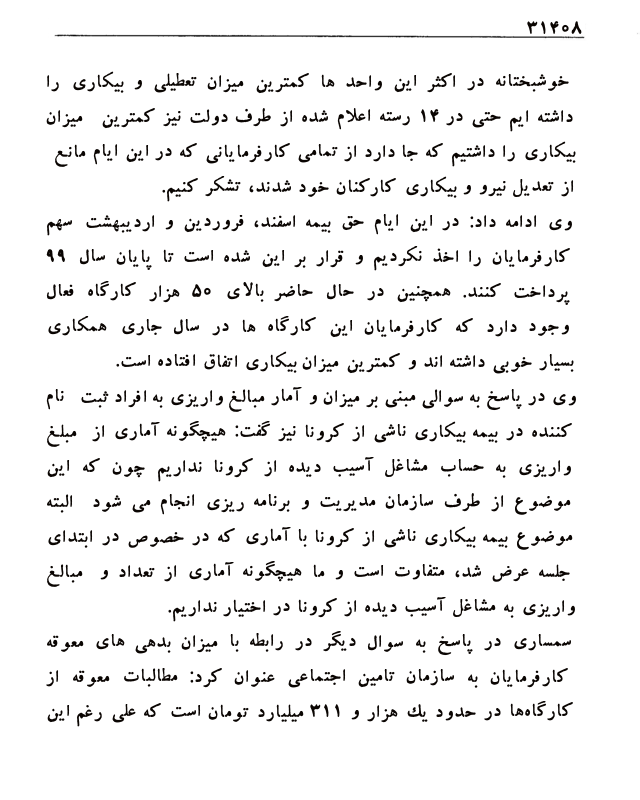 ۳۱۴۰۸
خوشبختانه در اکثر این واحد ها کمترین میزان تعطیلی و بیکاری را
داشته ایم حتی در ۱۴ رسته اعلام شده از طرف دولت نیز کمترین میزان
بیکاری را داشتیم که جا دارد از تمامی کارفرمایانی که در این ایام مانع
از تعدیل نیرو و بیکاری کارکنان خود شدند، تشکر کنیم.
وی ادامه داد: در این ایام حق بیمه اسفند، فروردین و اردیبهشت سهم
کارفرمایان را اخذ نکردیم و قرار بر این شده است تا پایان سال ۹۹
پرداخت کنند. همچنین در حال حاضر بالای ۵۰ هزار کارگاه فعال
وجود دارد که کارفرمایان این کارگاه ها در سال جاری همکاری
بسیار خوبی داشته اند و کمترین میزان بیکاری اتفاق افتاده است.
وی در پاسخ به سوالی مبنی بر میزان و آمار مبالغ واریزی به افراد ثبت نام
کننده در بیمه بیکاری ناشی از کرونا نیز گفت: هیچگونه آماری از مبلغ
واریزی به حساب مشاغل آسیب دیده از کرونا نداریم چون که این
موضوع از طرف سازمان مدیریت و برنامه ریزی انجام می شود البته
موضوع بیمه بیکاری ناشی از کرونا با آماری که در خصوص در ابتدای
جلسه عرض شد، متفاوت است و ما هیچگونه آماری از تعداد و مبالغ
واریزی به مشاغل آسیب دیده از کرونا در اختیار نداریم.
سمساری در پاسخ به سوال دیگر در رابطه با میزان بدهی های معوقه
کارفرمایان به سازمان تامین اجتماعی عنوان کرد: مطالبات معوقه از
کارگاه‌ها در حدود یك هزار و ۳۱۱ میلیارد تومان است که علی رغم این